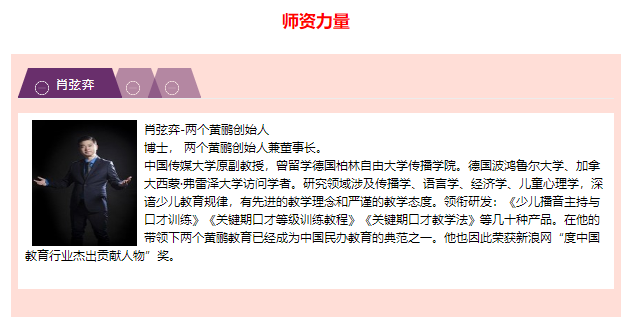 师资力量
肖弦弈
肖弦弈-两个黄鹂创始人
博士， 两个黄鹂创始人兼董事长。
中国传媒大学原副教授，曾留学德国柏林自由大学传播学院。德国波鸿鲁尔大学、加拿
大西蒙·弗雷泽大学访问学者。研究领域涉及传播学、语言学、经济学、儿童心理学，深
谙少儿教育规律，有先进的教学理念和严谨的教学态度。领衔研发：《少儿播音主持与
口才训练》《关键期口才等级训练教程》《关键期口才教学法》等几十种产品。在他的
带领下两个黄鹂教育已经成为中国民办教育的典范之一。他也因此荣获新浪网“度中国
教育行业杰出贡献人物”奖。